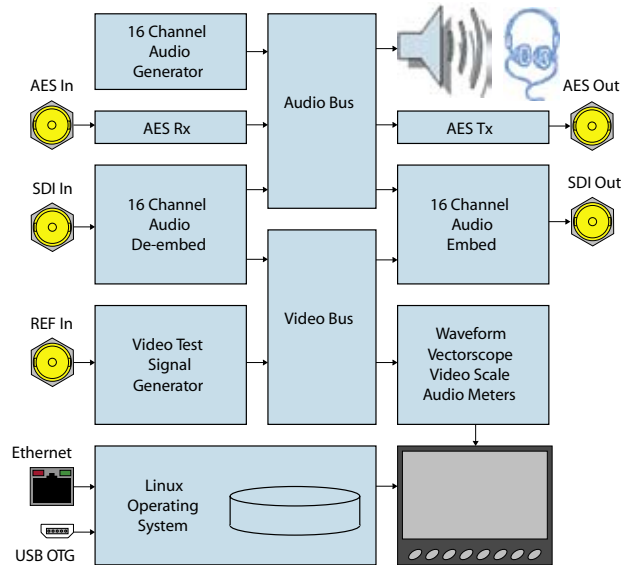 16 Channel
Audio
Generator
Audio Bus
AES In
AES Rx
AES Tx
AES Out
SDI In
16 Channel
Audio
De-embed
16 Channel
Audio
Embed
SDI Out
REF In
Video Test
Signal
Generator
Video Bus
Waveform
Vectorscope
Video Scale
Audio Meters
Ethernet
Linux
Operating
System
USB OTG